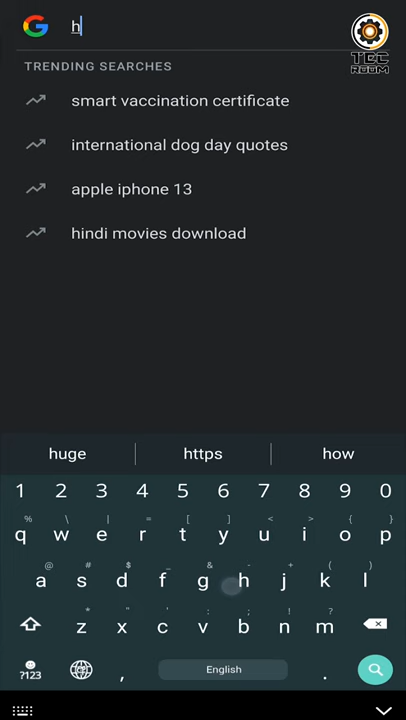 h
TEC
ROOM
TRENDING SEARCHES
smart vaccination certificate
international dog day quotes
apple iphone 13
hindi movies download
huge https how
1 2 3 4 5 6 7 8 9 0
% \ | = [ ] < > { }
q w e r t y u i o p
@ # $ _ & - + ( )
a s d f g h j k l
* " ' : ; ! ?
z x c v b n m
?123 , English .